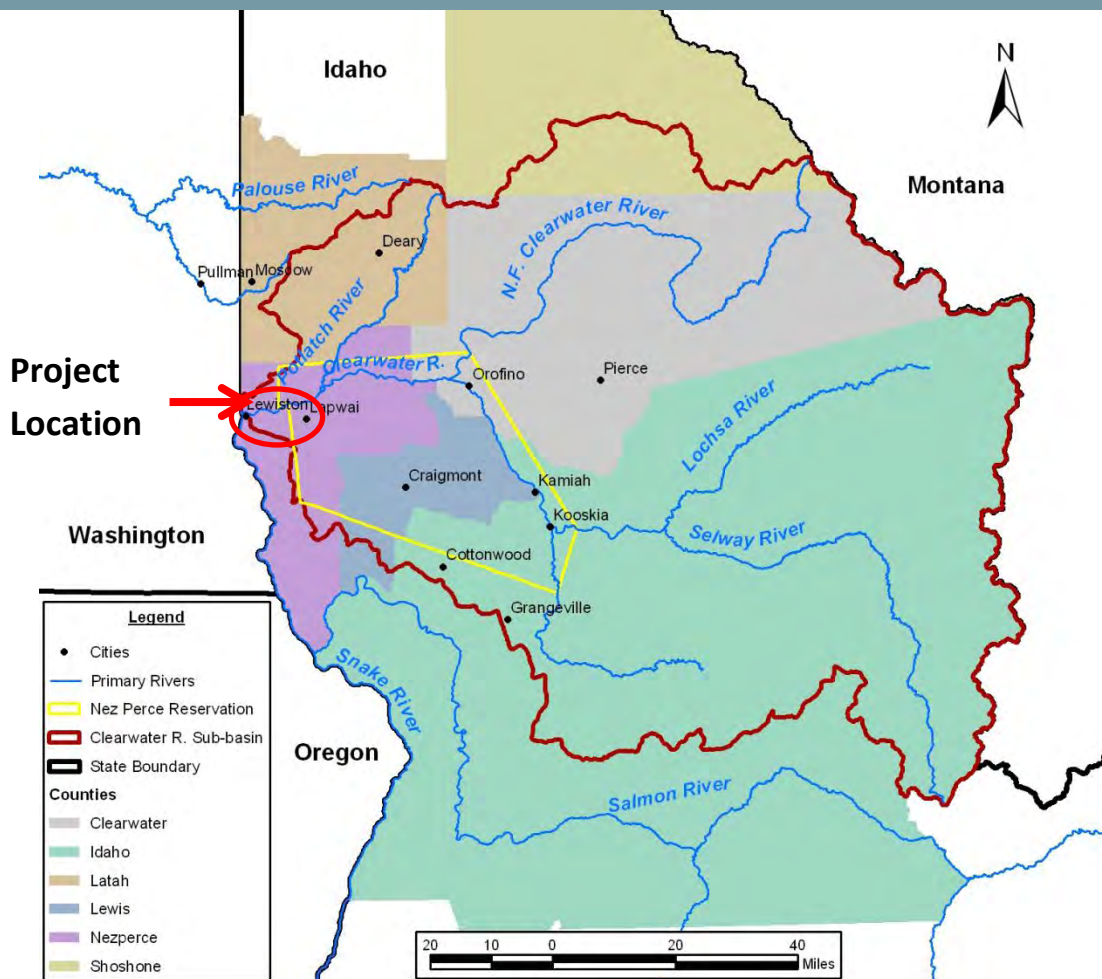 Idaho
N
Montana
Palouse River
Deary
Pullman
Moscow
N.F. Clearwater River
Potlatch River
Clearwater R.
Orofino
Pierce
Project
Location
Lewiston
Lapwai
Lochsa River
Craigmont
Kamiah
Kooskia
Selway River
Washington
Cottonwood
Grangeville
Snake River
Oregon
Salmon River
Legend
Cities
Primary Rivers
Nez Perce Reservation
Clearwater R. Sub-basin
State Boundary
Counties
Clearwater
Idaho
Latah
Lewis
Nezperce
Shoshone
20 10 0 20 40
Miles